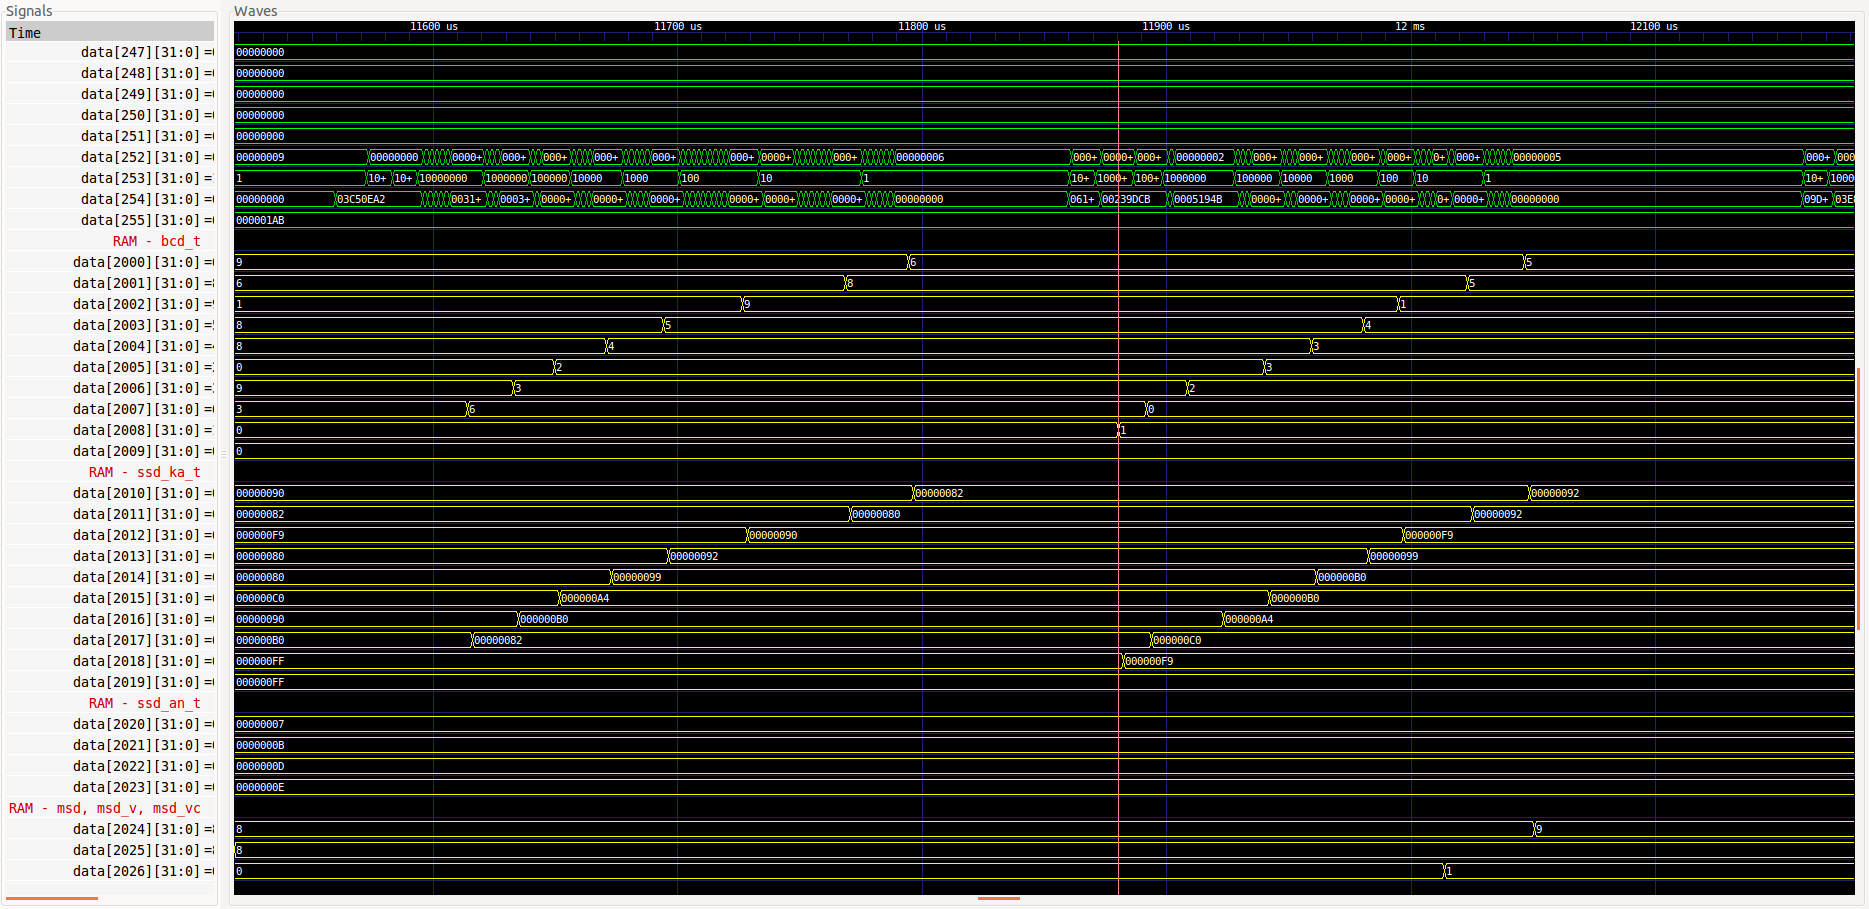 Signals Waves
Time 11600 us 11700 us 11800 us 11900 us 12 ms 12100 us
data[247][31:0] 00000000
data[248][31:0] 00000000
data[249][31:0] 00000000
data[250][31:0] 00000000
data[251][31:0] 00000000
data[252][31:0] 00000009 00000000 0000+ 000+ 000+ 000+ 000+ 000+ 0000+ 000+ 00000006 000+ 0000+ 000+ 00000002 000+ 000+ 000+ 000+ 0+ 000+ 00000005 000+ 000
data[253][31:0] = 1 10+ 10+ 10000000 1000000 100000 10000 1000 100 10 1 10+ 1000+ 100+ 1000000 100000 10000 1000 100 10 1 10+ 1000
data[254][31:0] 00000000 03C50EA2 0031+ 0003+ 0000+ 0000+ 0000+ 0000+ 0000+ 0000+ 00000000 061+ 00239DCB 0005194B 0000+ 0000+ 0000+ 0000+ 0+ 0000+ 00000000 09D+ 03E
data[255][31:0] 000001AB
RAM - bcd_t
data[2000][31:0] 9 6 5
data[2001][31:0] 6 8 5
data[2002][31:0] 1 9 1
data[2003][31:0] 8 5 4
data[2004][31:0] 8 4 3
data[2005][31:0] 0 2 3
data[2006][31:0] 9 3 2
data[2007][31:0] 3 6 0
data[2008][31:0] 0 1
data[2009][31:0] 0
RAM - ssd_ka_t
data[2010][31:0] 00000090 00000082 00000092
data[2011][31:0] 00000082 00000080 00000092
data[2012][31:0] 000000F9 00000090 000000F9
data[2013][31:0] 00000080 00000092 00000099
data[2014][31:0] 00000080 00000099 000000B0
data[2015][31:0] 000000C0 000000A4 000000B0
data[2016][31:0] 00000090 000000B0 000000A4
data[2017][31:0] 000000B0 00000082 000000C0
data[2018][31:0] 000000FF 000000F9
data[2019][31:0] 000000FF
RAM - ssd_an_t
data[2020][31:0] 00000007
data[2021][31:0] 0000000B
data[2022][31:0] 0000000D
data[2023][31:0] 0000000E
RAM - msd, msd_v, msd_vc
data[2024][31:0] 8 9
data[2025][31:0] 8
data[2026][31:0] 0 1